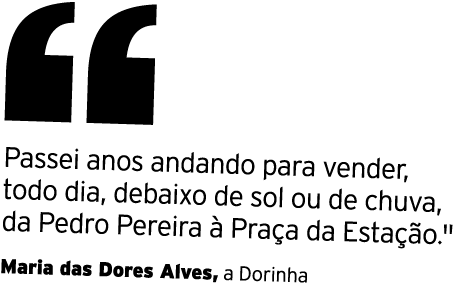 “
Passei anos andando para vender,
todo dia, debaixo de sol ou de chuva,
da Pedro Pereira à Praça da Estação."
Maria das Dores Alves, a Dorinha